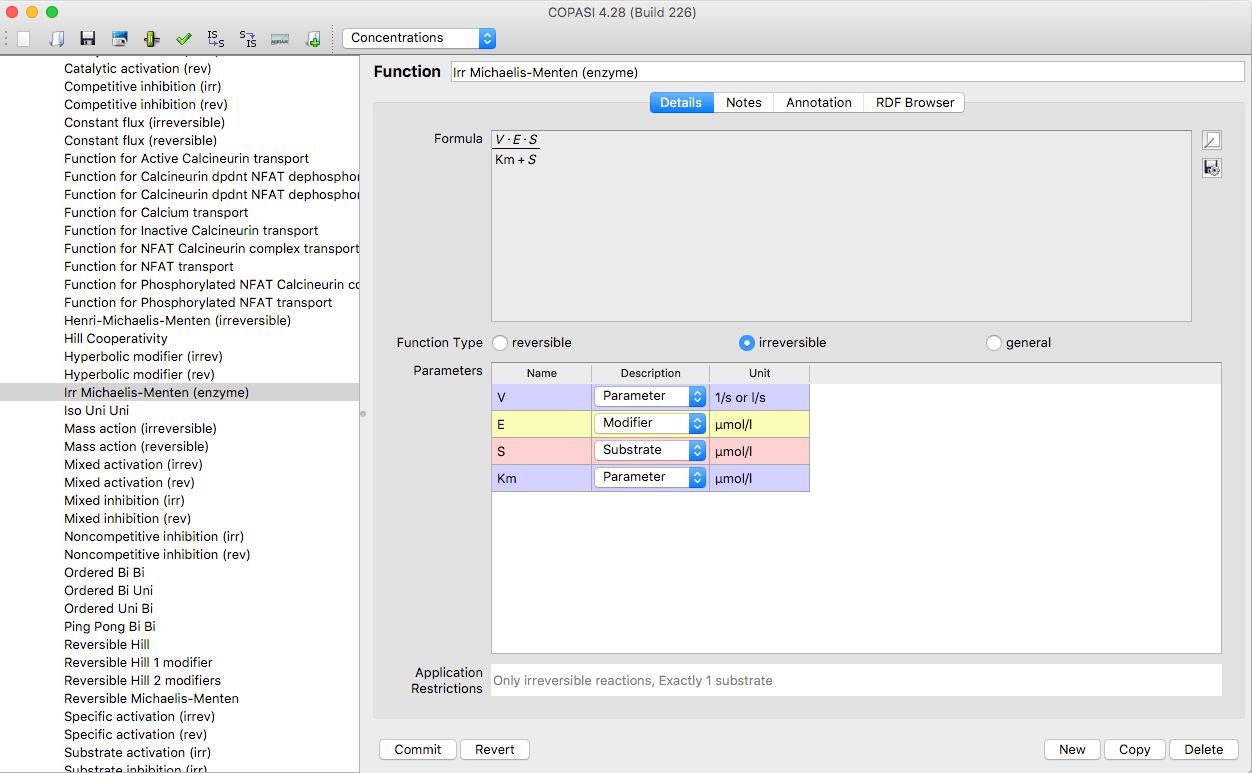 COPASI 4.28 (Build 226)
IS
S
S
IS
MIRIAM
Concentrations
Catalytic activation (rev)
Competitive inhibition (irr)
Competitive inhibition (rev)
Constant flux (irreversible)
Constant flux (reversible)
Function for Active Calcineurin transport
Function for Calcineurin dpdnt NFAT dephosphor
Function for Calcineurin dpdnt NFAT dephosphor
Function for Calcium transport
Function for Inactive Calcineurin transport
Function for NFAT Calcineurin complex transport
Function for NFAT transport
Function for Phosphorylated NFAT Calcineurin co
Function for Phosphorylated NFAT transport
Henri-Michaelis-Menten (irreversible)
Hill Cooperativity
Hyperbolic modifier (irrev)
Hyperbolic modifier (rev)
Irr Michaelis-Menten (enzyme)
Iso Uni Uni
Mass action (irreversible)
Mass action (reversible)
Mixed activation (irrev)
Mixed activation (rev)
Mixed inhibition (irr)
Mixed inhibition (rev)
Noncompetitive inhibition (irr)
Noncompetitive inhibition (rev)
Ordered Bi Bi
Ordered Bi Uni
Ordered Uni Bi
Ping Pong Bi Bi
Reversible Hill
Reversible Hill 1 modifier
Reversible Hill 2 modifiers
Reversible Michaelis-Menten
Specific activation (irrev)
Specific activation (rev)
Substrate activation (irr)
Substrate inhibition (irr)
Function Irr Michaelis-Menten (enzyme)
Details Notes Annotation RDF Browser
Formula
V · E · S
Km + S
Function Type reversible irreversible general
Parameters
Name Description Unit
V Parameter 1/s or l/s
E Modifier µmol/l
S Substrate µmol/l
Km Parameter µmol/l
Application
Restrictions
Only irreversible reactions, Exactly 1 substrate
Commit Revert New Copy Delete